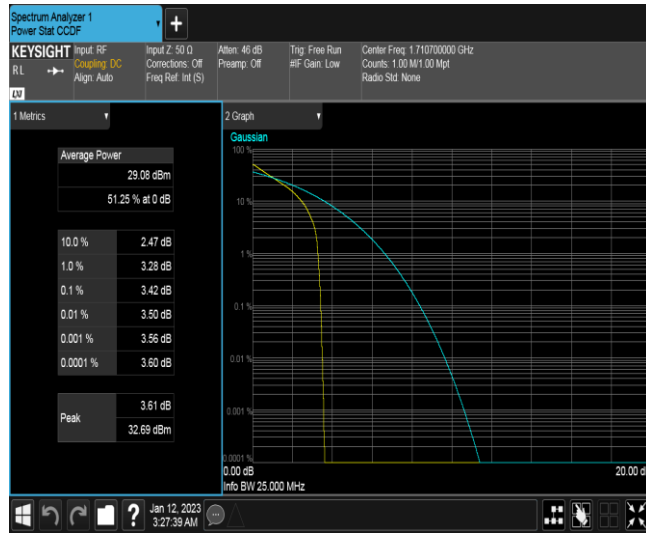 Spectrum Analyzer 1
Power Stat CCDF
+
KEYSIGHT
RL
LXI
Input: RF
Coupling: DC
Align: Auto
Input Z: 50 Ω
Corrections: Off
Freq Ref: Int (S)
Atten: 46 dB
Preamp: Off
Trig: Free Run
#IF Gain: Low
Center Freq: 1.710700000 GHz
Counts: 1.00 M/1.00 Mpt
Radio Std: None
1 Metrics
Average Power
29.08 dBm
51.25 % at 0 dB
10.0 % 2.47 dB
1.0 % 3.28 dB
0.1 % 3.42 dB
0.01 % 3.50 dB
0.001 % 3.56 dB
0.0001 % 3.60 dB
Peak
3.61 dB
32.69 dBm
2 Graph
Gaussian
100 %
10 %
1 %
0.1 %
0.01 %
0.001 %
0.0001 %
0.00 dB 20.00 d
Info BW 25.000 MHz
?
Jan 12, 2023
3:27:39 AM